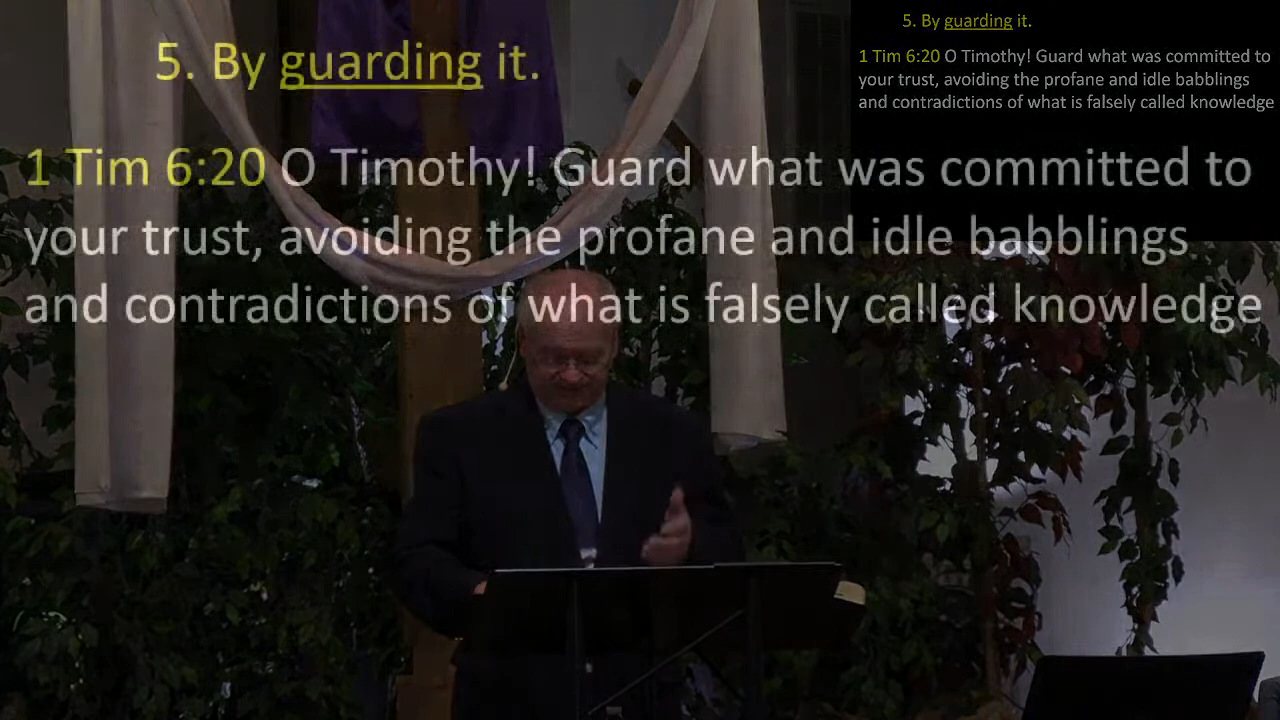 5. By guarding it.
1 Tim 6:20 O Timothy! Guard what was committed to
your trust, avoiding the profane and idle babblings
and contradictions of what is falsely called knowledge
5. By guarding it.
1 Tim 6:20 O Timothy! Guard what was committed to
your trust, avoiding the profane and idle babblings
and contradictions of what is falsely called knowledge